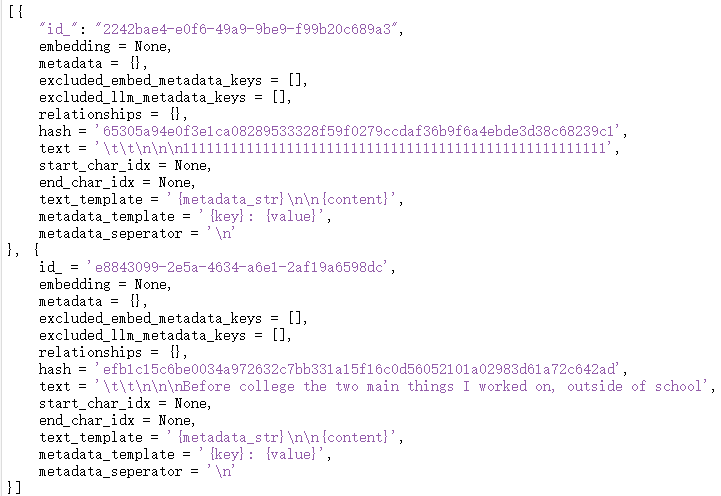 [{
    "id_": "2242bae4-e0f6-49a9-9be9-f99b20c689a3",
    embedding = None,
    metadata = {},
    excluded_embed_metadata_keys = [],
    excluded_llm_metadata_keys = [],
    relationships = {},
    hash = '65305a94e0f3e1ca08289533328f59f0279ccdaf36b9f6a4ebde3d38c68239c1',
    text = '\t\t\n\n\n1111111111111111111111111111111111111111111111111111111111',
    start_char_idx = None,
    end_char_idx = None,
    text_template = '{metadata_str}\n\n{content}',
    metadata_template = '{key}: {value}',
    metadata_seperator = '\n'
}, {
    id_ = 'e8843099-2e5a-4634-a6e1-2af19a6598dc',
    embedding = None,
    metadata = {},
    excluded_embed_metadata_keys = [],
    excluded_llm_metadata_keys = [],
    relationships = {},
    hash = 'efb1c15c6be0034a972632c7bb331a15f16c0d56052101a02983d61a72c642ad',
    text = '\t\t\n\n\nBefore college the two main things I worked on, outside of school',
    start_char_idx = None,
    end_char_idx = None,
    text_template = '{metadata_str}\n\n{content}',
    metadata_template = '{key}: {value}',
    metadata_seperator = '\n'
}]